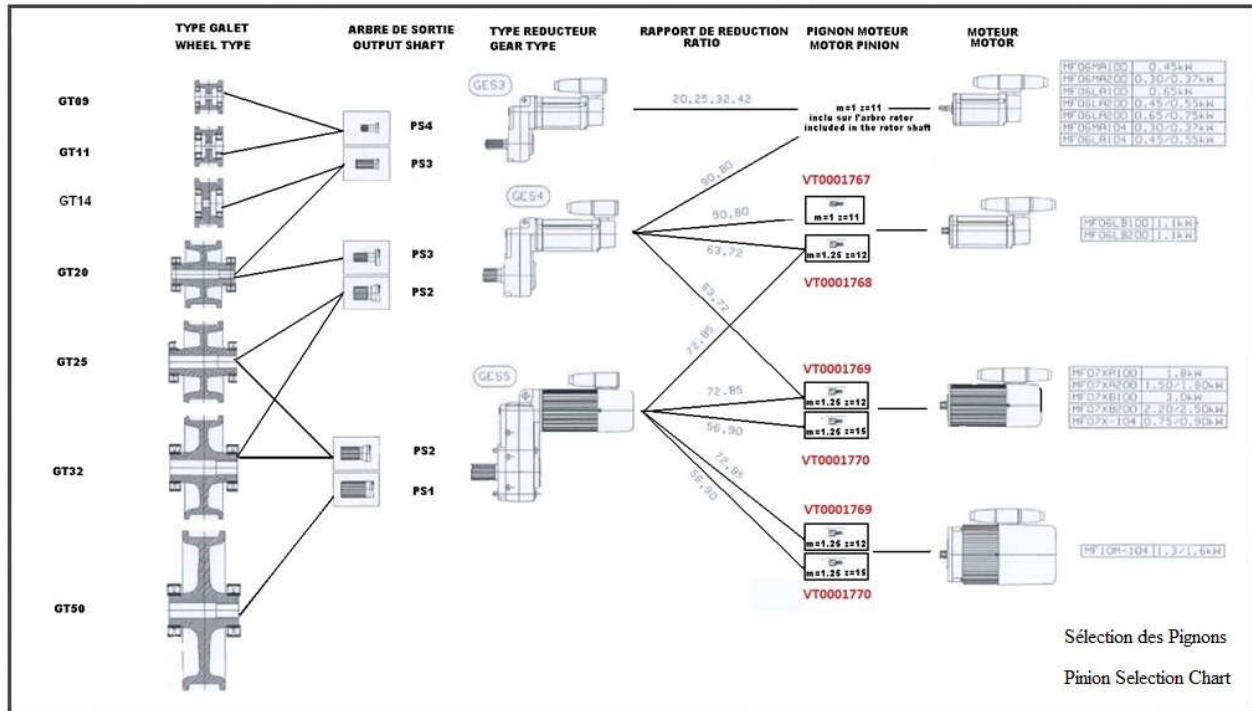 TYPE GALET
WHEEL TYPE
ARBRE DE SORTIE
OUTPUT SHAFT
TYPE REDUCTEUR
GEAR TYPE
RAPPORT DE REDUCTION
RATIO
PIGNON MOTEUR
MOTOR PINION
MOTEUR
MOTOR
GT09
GT11
GT14
GT20
GT25
GT32
GT50
PS4
PS3
PS3
PS2
PS2
PS1
GES3
GES4
GES5
20,25,32,42
90,80
90,80
63,72
63,72
72,85
72,85
56,90
72,85
56,90
m=1 z=11
inclu sur l'arbre rotor
included in the rotor shaft
VT0001767
m=1 z=11
m=1.25 z=12
VT0001768
VT0001769
m=1.25 z=12
m=1.25 z=15
VT0001770
VT0001769
m=1.25 z=12
m=1.25 z=15
VT0001770
MF06MA100 0.45kW
MF06MA200 0.30/0.37kW
MF06LA100 0.65kW
MF06LA200 0.45/0.55kW
MF06LA200 0.65/0.75kW
MF06MA104 0.30/0.37kW
MF06LA104 0.45/0.55kW
MF06LB100 1.1kW
MF06LB200 1.1kW
MF07XA100 1.8kW
MF07XA200 1.50/1.80kW
MF07XB100 3.0kW
MF07XB200 2.20/2.50kW
MF07X-104 0.75/0.90kW
MF10M-104 1.3/1.6kW
Sélection des Pignons
Pinion Selection Chart